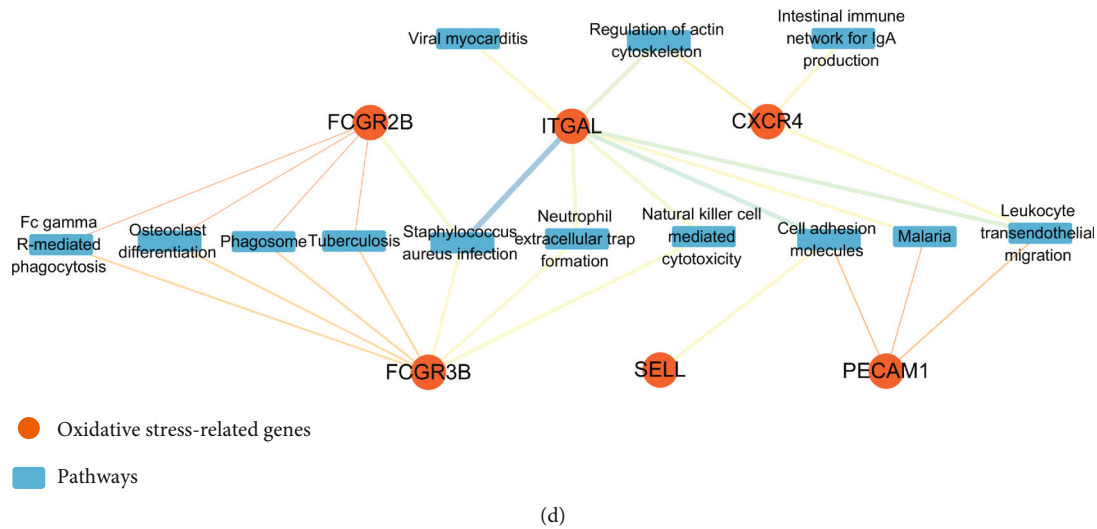 Viral myocarditis
Regulation of actin
cytoskeleton
Intestinal immune
network for IgA
production
FCGR2B
ITGAL
CXCR4
Fc gamma
R-mediated
phagocytosis
Osteoclast
differentiation
Phagosome
Tuberculosis
Staphylococcus
aureus infection
Neutrophil
extracellular trap
formation
Natural killer cell
mediated
cytotoxicity
Cell adhesion
molecules
Malaria
Leukocyte
transendothelial
migration
FCGR3B
SELL
PECAM1
Oxidative stress-related genes
Pathways
(d)